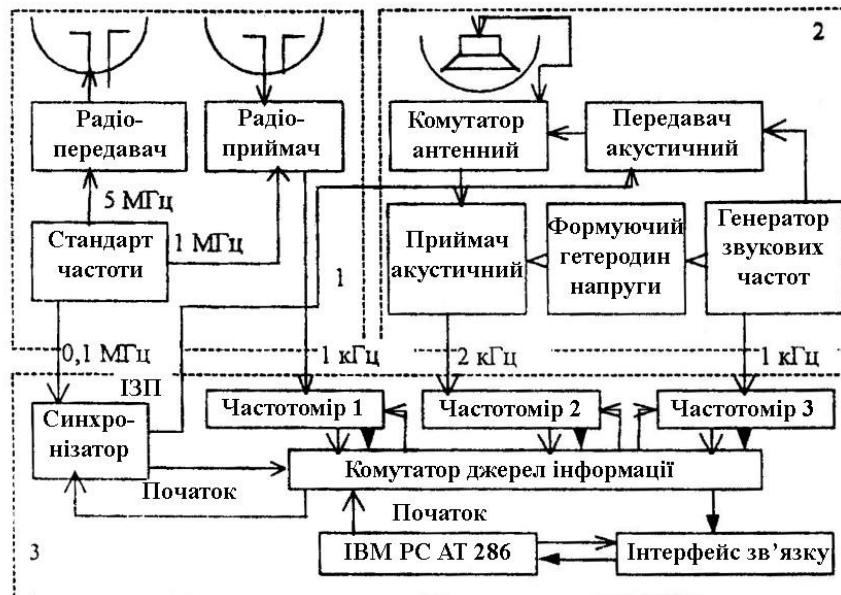 2
Радіо-
передавач
Радіо-
приймач
Комутатор
антенний
Передавач
акустичний
5 МГц
Стандарт
частоти
1 МГц
1
Приймач
акустичний
Формуючий
гетеродин
напруги
Генератор
звукових
частот
0,1 МГц
1 кГц
2 кГц
1 кГц
ІЗП
Синхро-
нізатор
Частотомір 1
Частотомір 2
Частотомір 3
Комутатор джерел інформації
Початок
Початок
3
IBM PC AT 286
Інтерфейс зв’язку